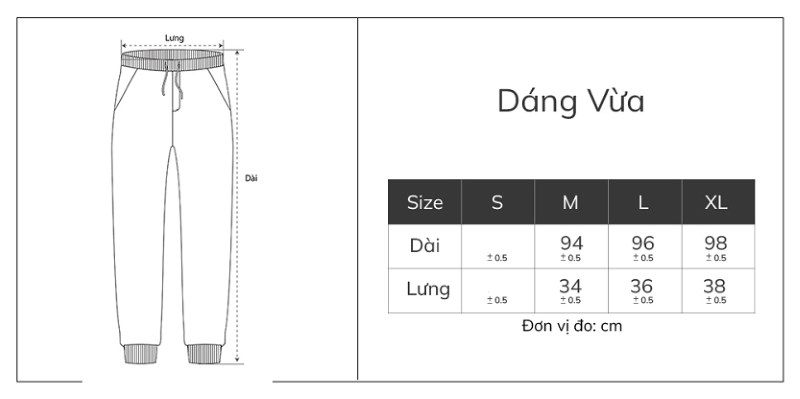 Lưng
Dài
Dáng Vừa
Size S M L XL
Dài 94 96 98
± 0.5 ± 0.5 ± 0.5 ± 0.5
Lưng 34 36 38
± 0.5 ± 0.5 ± 0.5 ± 0.5
Đơn vị đo: cm